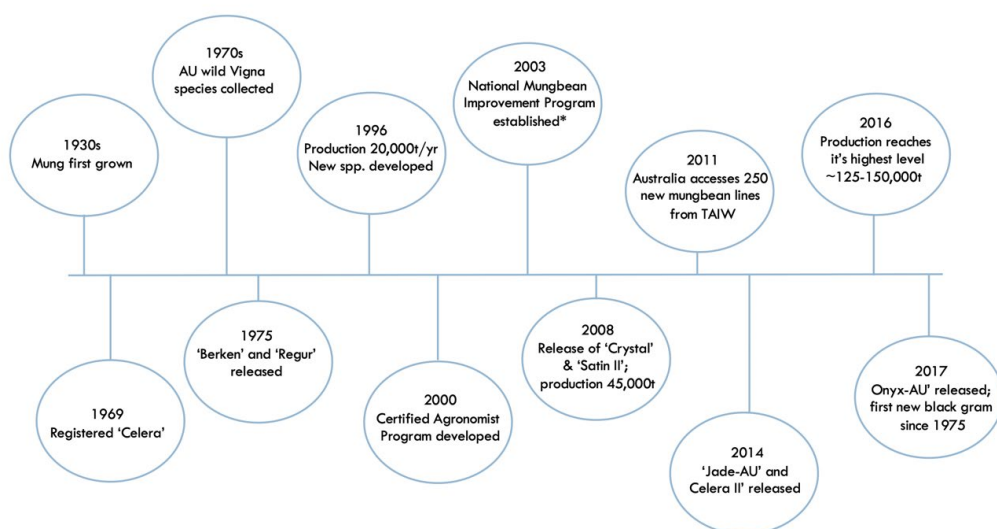 1930s
Mung first grown
1969
Registered ‘Celera’
1970s
AU wild Vigna
species collected
1975
‘Berken’ and ‘Regur’
released
1996
Production 20,000t/yr
New spp. developed
2000
Certified Agronomist
Program developed
2003
National Mungbean
Improvement Program
established*
2008
Release of ‘Crystal’
& ‘Satin II’;
production 45,000t
2011
Australia accesses 250
new mungbean lines
from TAIW
2014
‘Jade-AU’ and
Celera II’ released
2016
Production reaches
it’s highest level
~125-150,000t
2017
Onyx-AU’ released;
first new black gram
since 1975